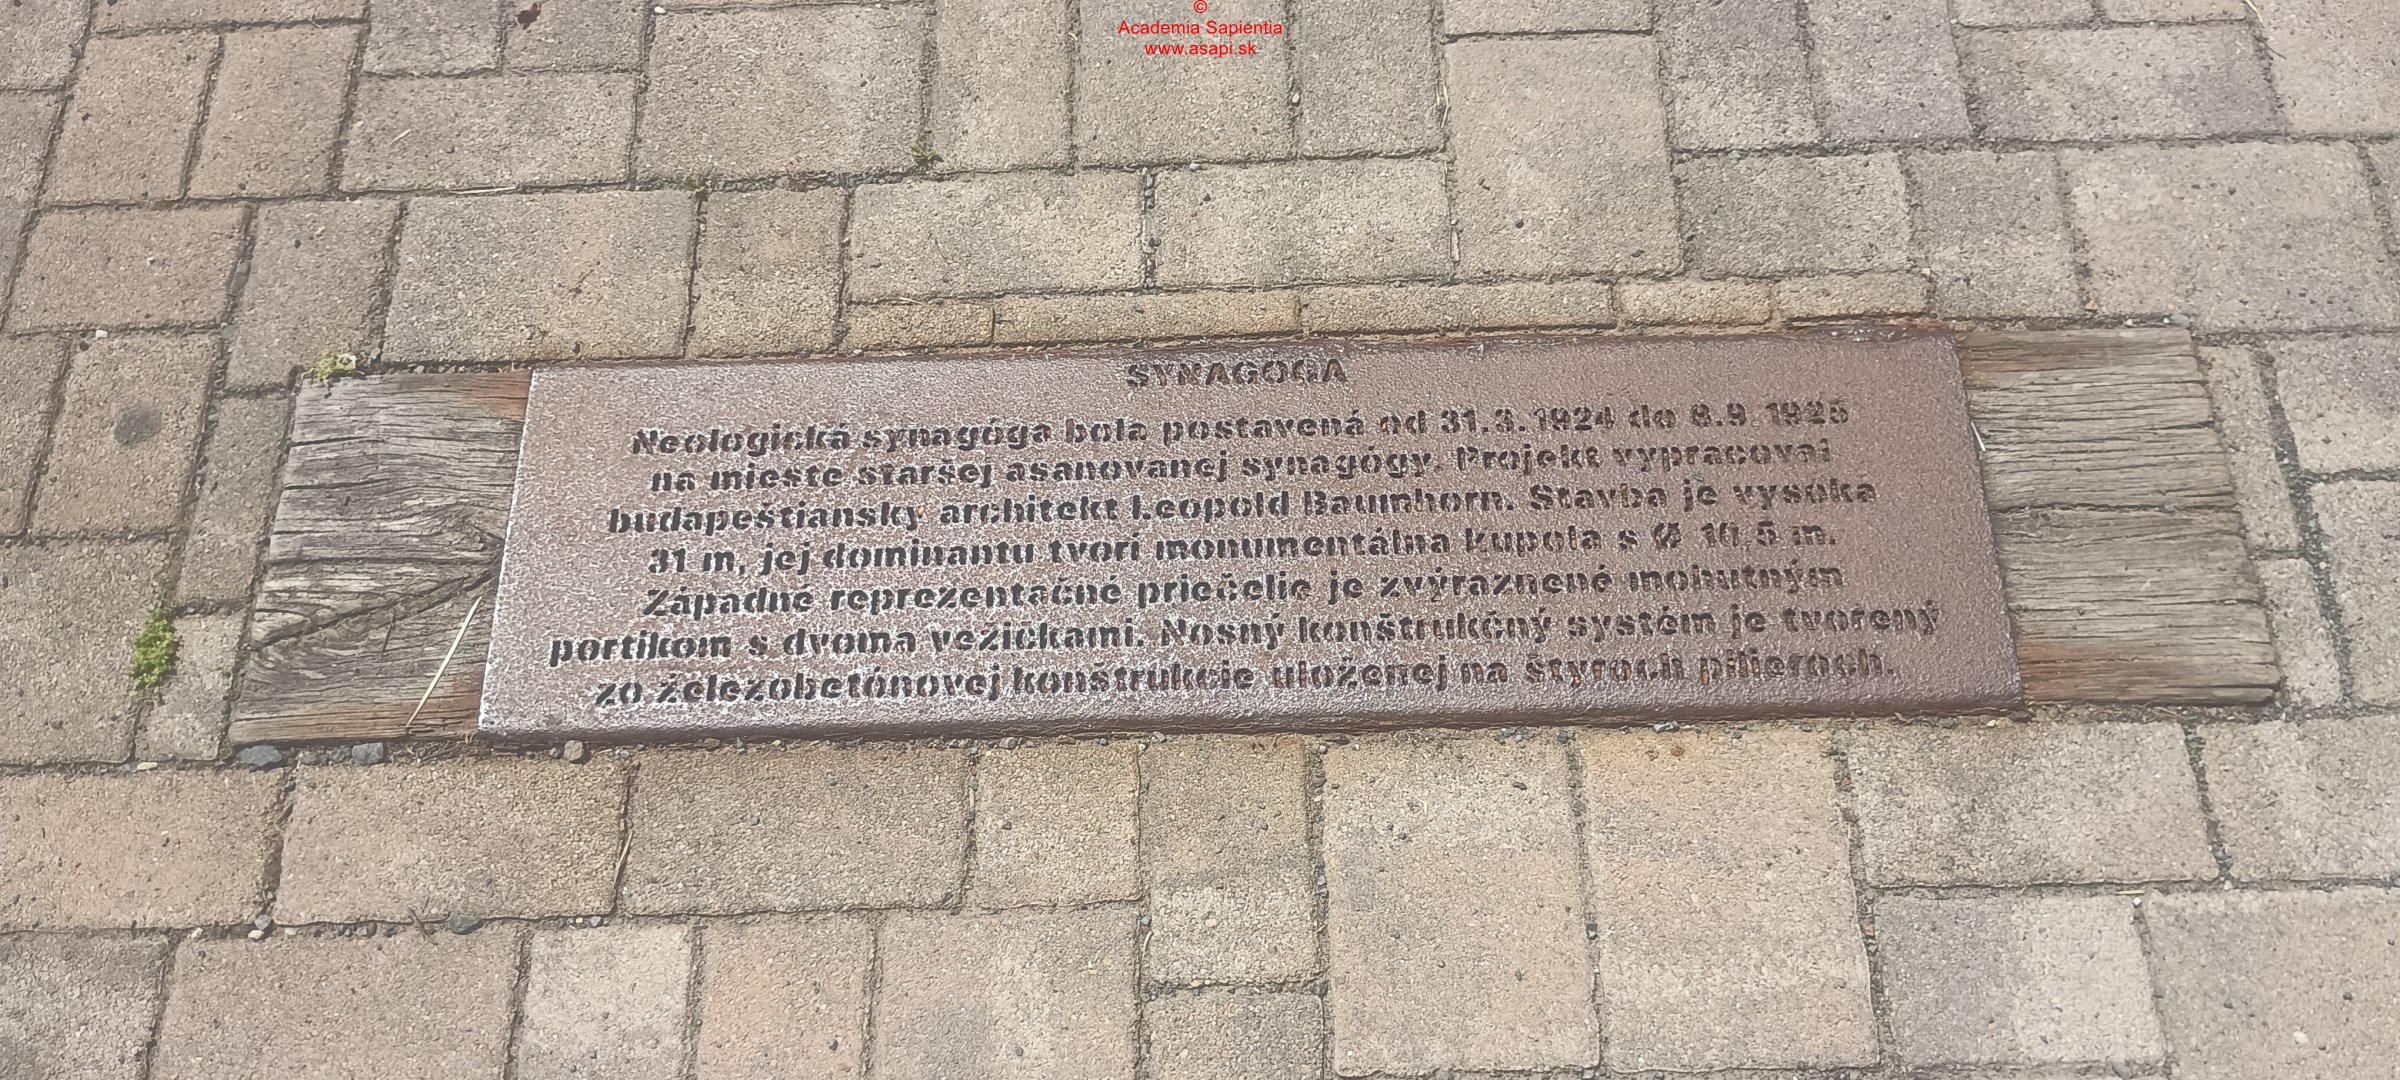 ©
Academia Sapientia
www.asapi.sk
SYNAGOGA
Neologická synagóga bola postavená od 31.3.1924 do 8.9.1925
na mieste staršej asanovanej synagógy. Projekt vypracoval
budapeštiansky architekt Leopold Baumhorn. Stavba je vysoká
31 m, jej dominantu tvorí monumentálna kupola s Ø 10,5 m.
Západné reprezentačné priečelie je zvýraznené mohutným
portikom s dvoma vežičkami. Nosný konštrukčný systém je tvorený
zo železobetónovej konštrukcie uloženej na štyroch pilieroch.